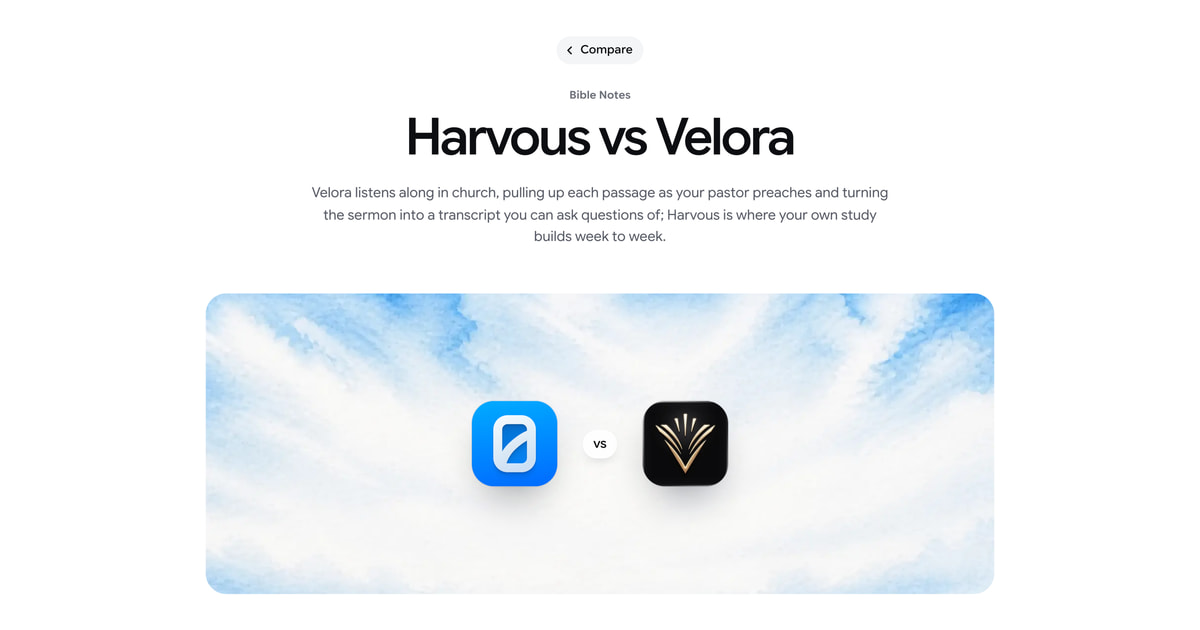 Compare
Bible Notes
Harvous vs Velora
Velora listens along in church, pulling up each passage as your pastor preaches and turning
the sermon into a transcript you can ask questions of; Harvous is where your own study
builds week to week.
vs